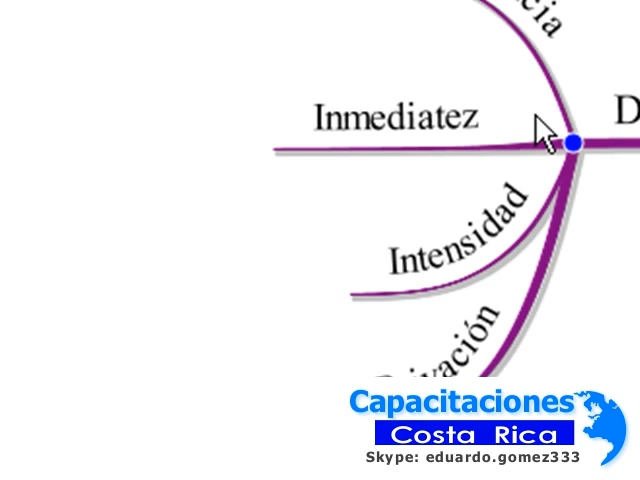 Inmediatez
Intensidad
Capacitaciones
Costa Rica
Skype: eduardo.gomez333